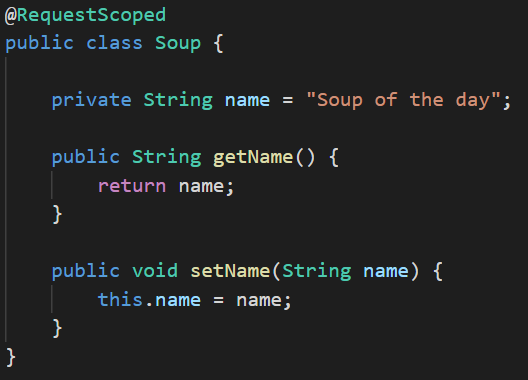 @RequestScoped
public class Soup {
private String name = "Soup of the day";
public String getName() {
return name;
}
public void setName(String name) {
this.name = name;
}
}